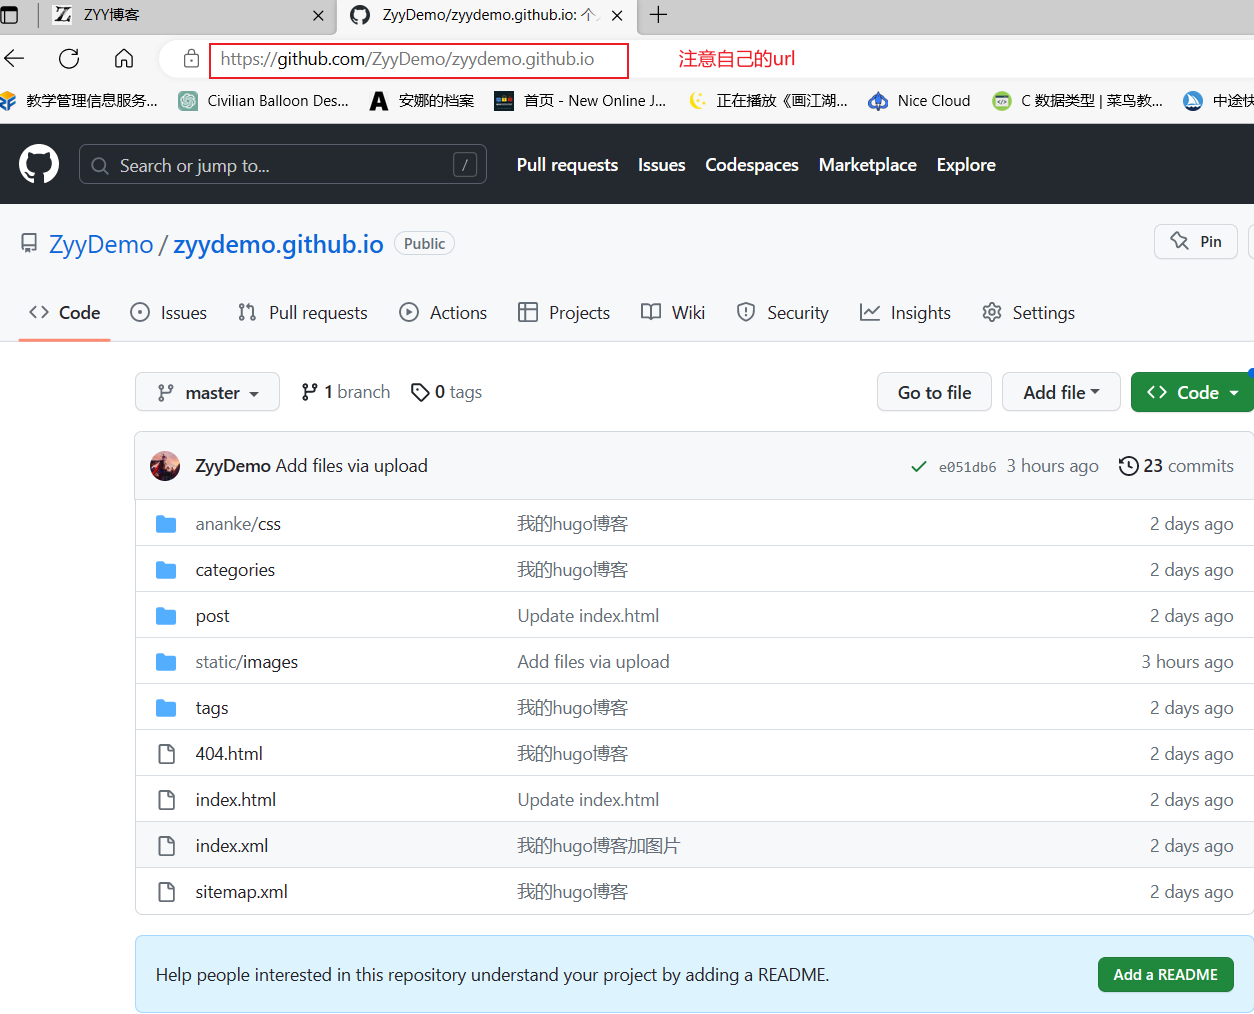 ZYY博客
ZyyDemo/zyydemo.github.io: 个
https://github.com/ZyyDemo/zyydemo.github.io
注意自己的url
教学管理信息服务...
Civilian Balloon Des...
安娜的档案
首页 - New Online J...
正在播放《画江湖...
Nice Cloud
C 数据类型 | 菜鸟教...
中途快
Search or jump to...
/
Pull requests
Issues
Codespaces
Marketplace
Explore
ZyyDemo / zyydemo.github.io
Public
Pin
Code
Issues
Pull requests
Actions
Projects
Wiki
Security
Insights
Settings
master
1 branch
0 tags
Go to file
Add file
Code
ZyyDemo Add files via upload
e051db6 3 hours ago
23 commits
ananke/css 我的hugo博客 2 days ago
categories 我的hugo博客 2 days ago
post Update index.html 2 days ago
static/images Add files via upload 3 hours ago
tags 我的hugo博客 2 days ago
404.html 我的hugo博客 2 days ago
index.html Update index.html 2 days ago
index.xml 我的hugo博客加图片 2 days ago
sitemap.xml 我的hugo博客 2 days ago
Help people interested in this repository understand your project by adding a README.
Add a README